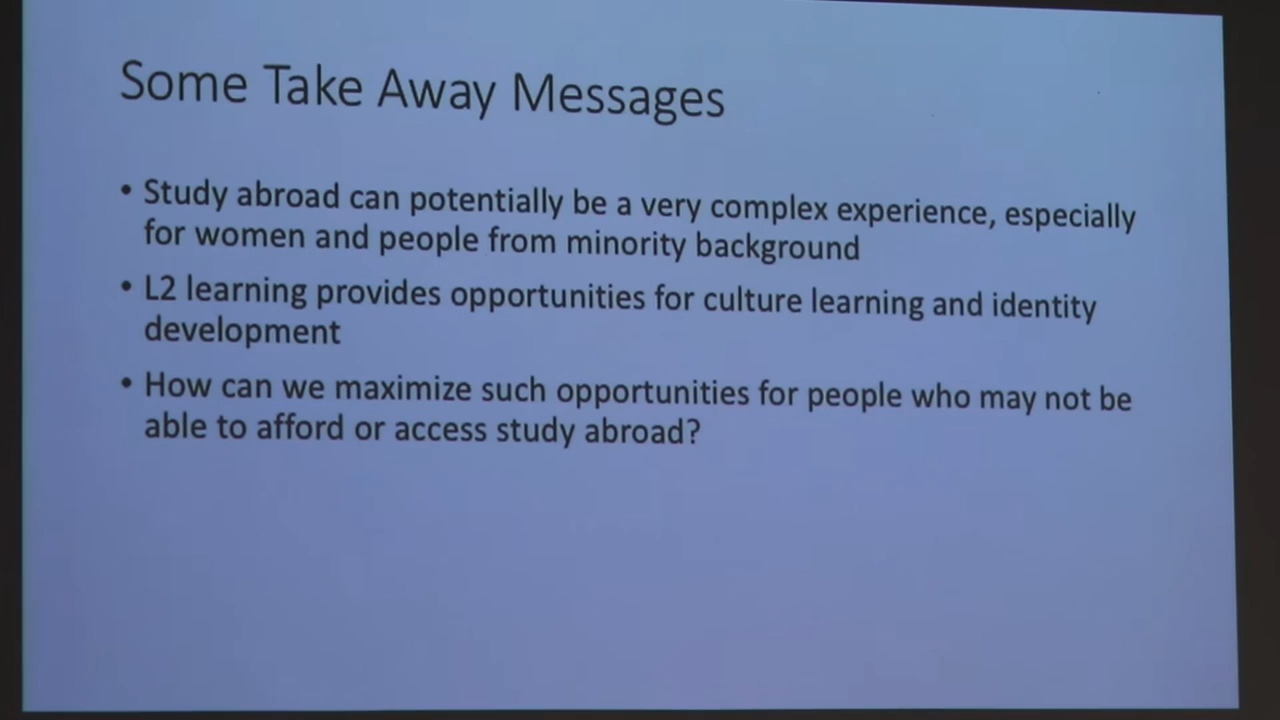 Some Take Away Messages
• Study abroad can potentially be a very complex experience, especially
for women and people from minority background
• L2 learning provides opportunities for culture learning and identity
development
• How can we maximize such opportunities for people who may not be
able to afford or access study abroad?